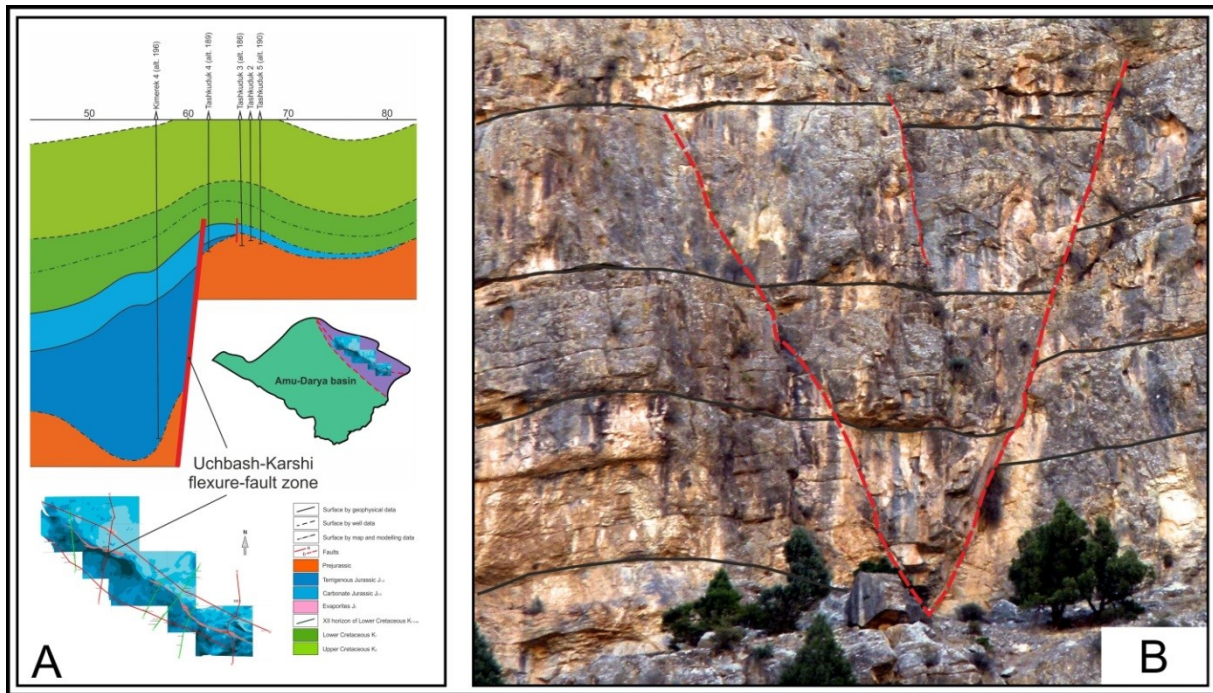 Kimerek 4 (alt. 196)
Tashkuduk 4 (alt. 189)
Tashkuduk 3 (alt. 186)
Tashkuduk 2
Tashkuduk 5 (alt. 190)
50
60
70
80
Amu-Darya basin
Uchbash-Karshi
flexure-fault zone
N
Surface by geophysical data
Surface by well data
Surface by map and modelling data
Faults
Prejurassic
Terrigenous Jurassic
Carbonate Jurassic
Evaporites
XII horizon of Lower Cretaceous
Lower Cretaceous
Upper Cretaceous
A
B